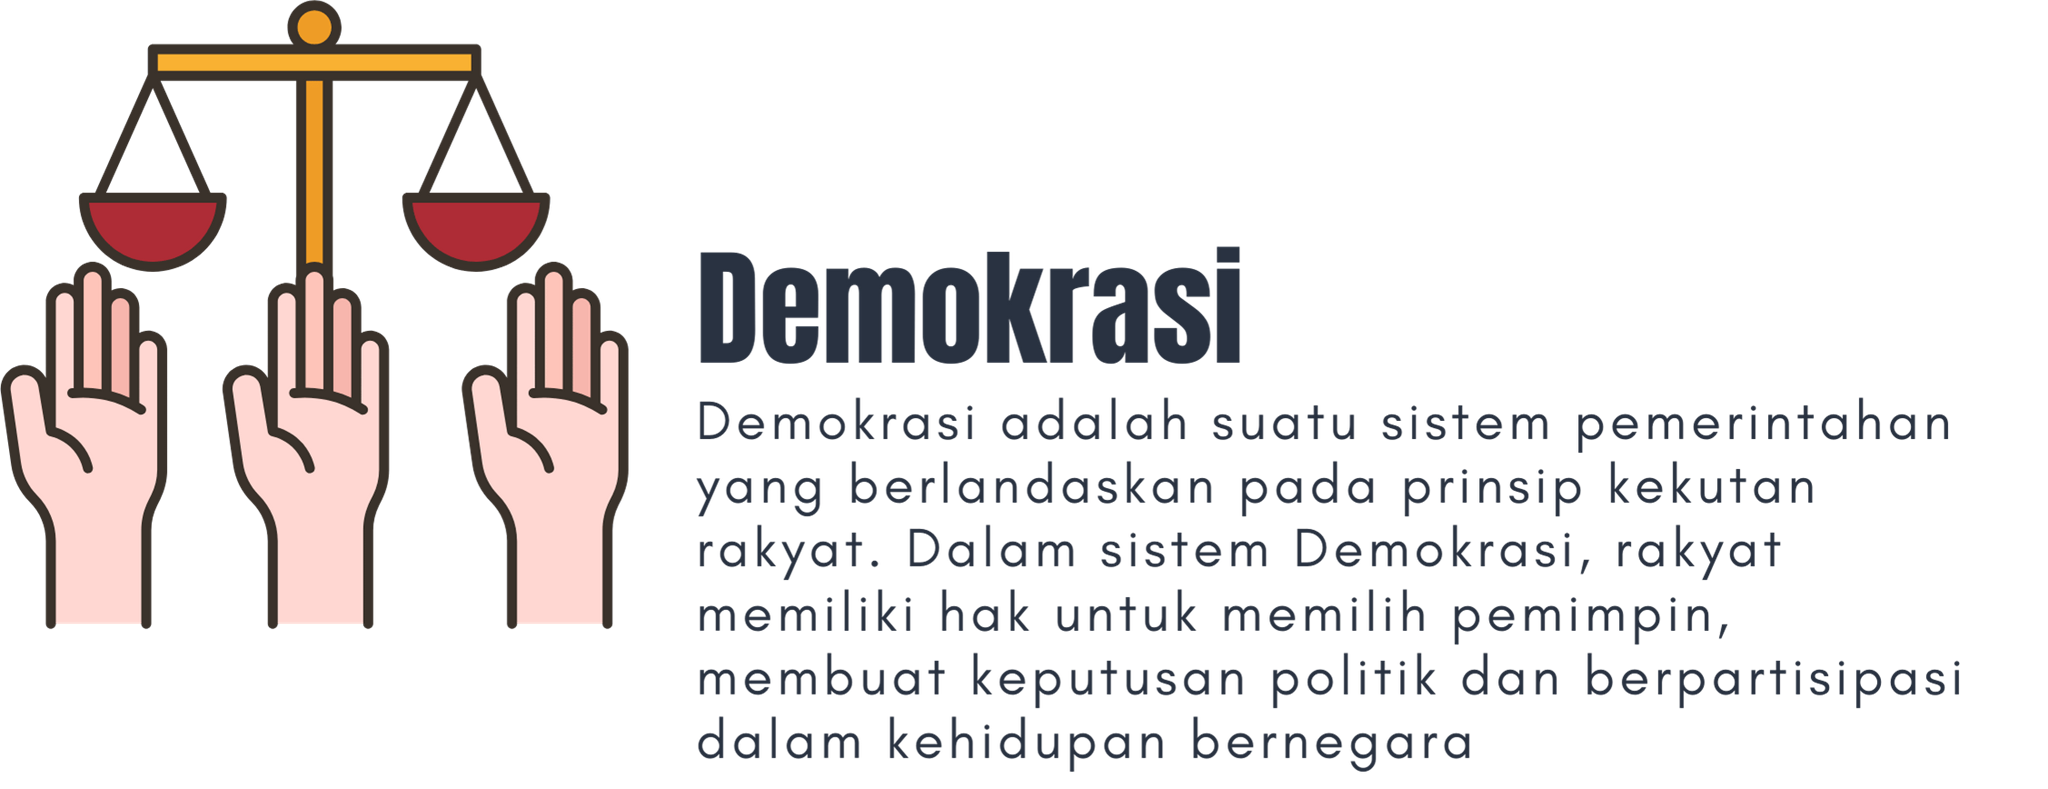 Demokrasi
Demokrasi adalah suatu sistem pemerintahan
yang berlandaskan pada prinsip kekutan
rakyat. Dalam sistem Demokrasi, rakyat
memiliki hak untuk memilih pemimpin,
membuat keputusan politik dan berpartisipasi
dalam kehidupan bernegara